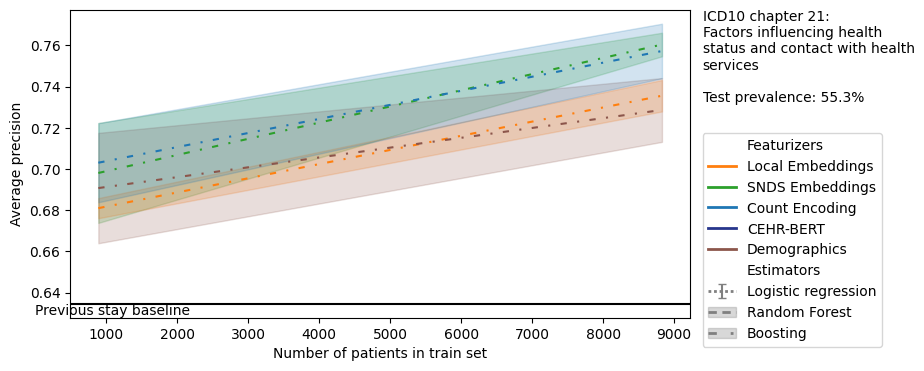 ICD10 chapter 21:
Factors influencing health
status and contact with health
services
Test prevalence: 55.3%
Average precision
0.76
0.74
0.72
0.70
0.68
0.66
0.64
Previous stay baseline
1000 2000 3000 4000 5000 6000 7000 8000 9000
Number of patients in train set
Featurizers
Local Embeddings
SNDS Embeddings
Count Encoding
CEHR-BERT
Demographics
Estimators
Logistic regression
Random Forest
Boosting